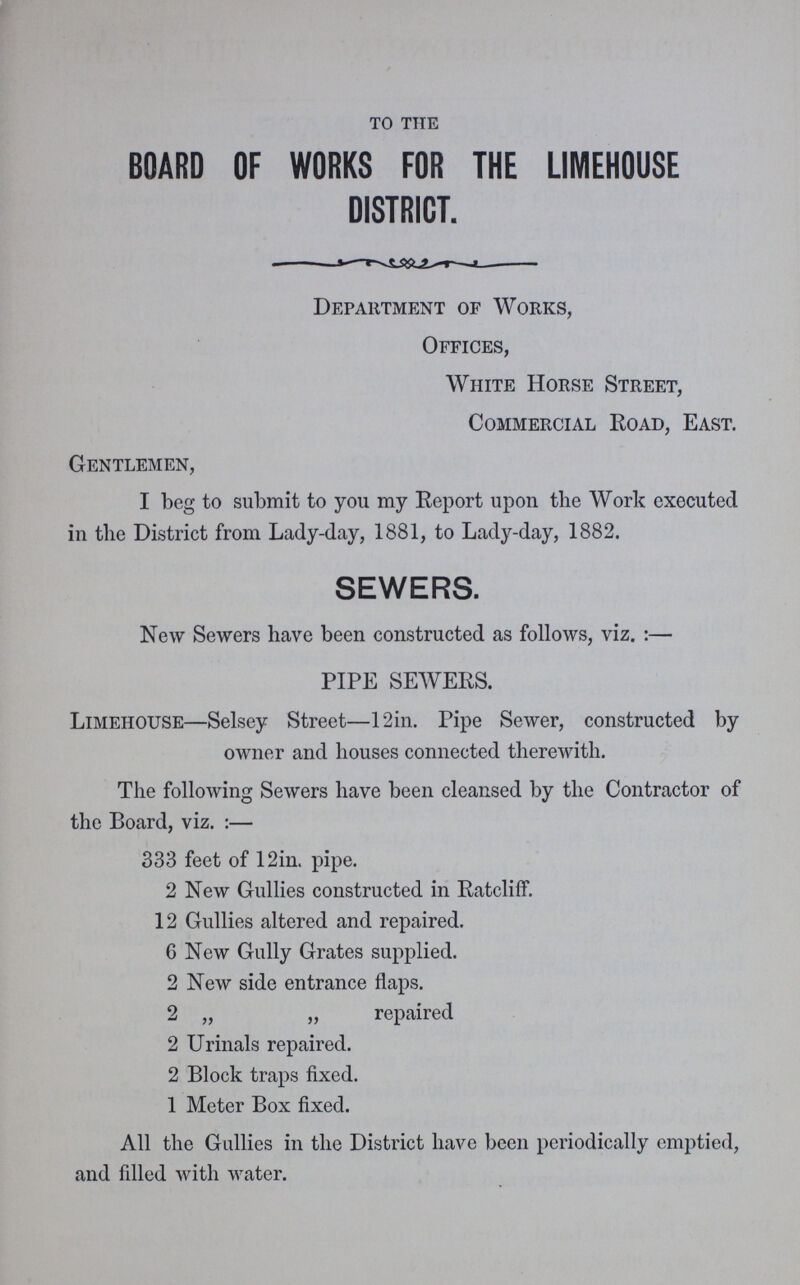 TO THE
BOARD OF WORKS FOR THE LIMEHOUSE
DISTRICT.
DEPARTMENT OF WORKS,
OFFICES,
WHITE HORSE STREET,
COMMERCIAL ROAD, EAST.
GENTLEMEN,
I beg to submit to you my Report upon the Work executed
in the District from Lady-day, 1881, to Lady-day, 1882.
SEWERS.
New Sewers have been constructed as follows, viz. :—
PIPE SEWERS.
LIMEHOUSE—Selsey Street—12in. Pipe Sewer, constructed by
owner and houses connected therewith.
The following Sewers have been cleansed by the Contractor of
the Board, viz. :—
333 feet of 12in. pipe.
2 New Gullies constructed in Ratcliff.
12 Gullies altered and repaired.
6 New Gully Grates supplied.
2 New side entrance flaps.
2 „ „ repaired
2 Urinals repaired.
2 Block traps fixed.
1 Meter Box fixed.
All the Gullies in the District have been periodically emptied,
and filled with water.